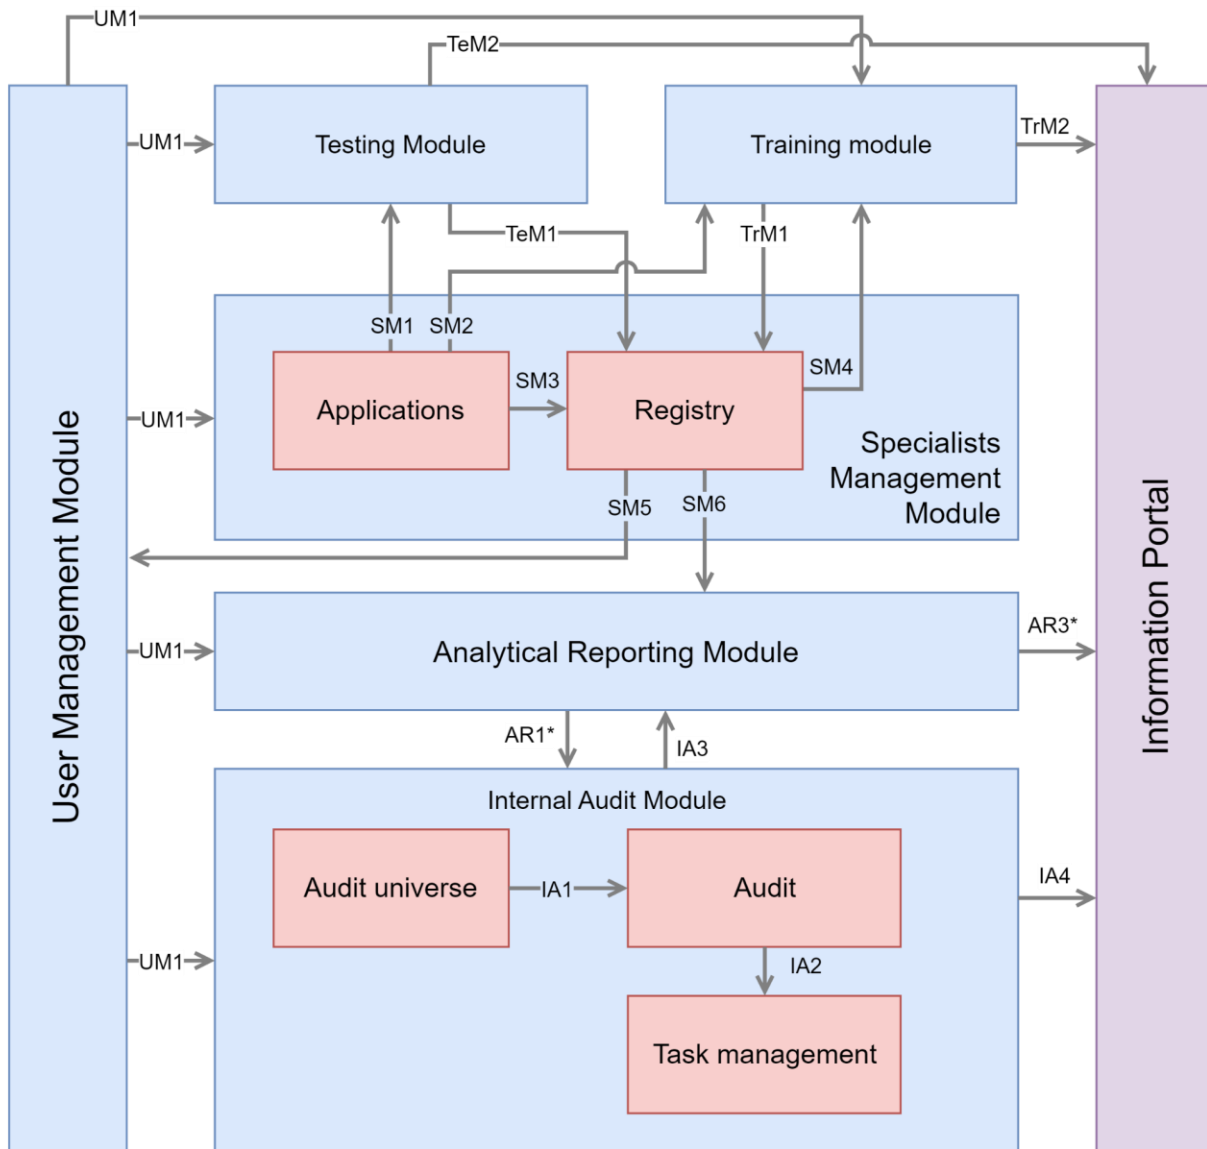 UM1
TeM2
UM1
Testing Module
Training module
TrM2
TeM1
TrM1
SM1
SM2
SM3
SM4
Applications
Registry
UM1
Specialists
Management
Module
SM5
SM6
User Management Module
Information Portal
UM1
Analytical Reporting Module
AR3*
AR1*
IA3
Internal Audit Module
Audit universe
IA1
Audit
IA4
UM1
IA2
Task management